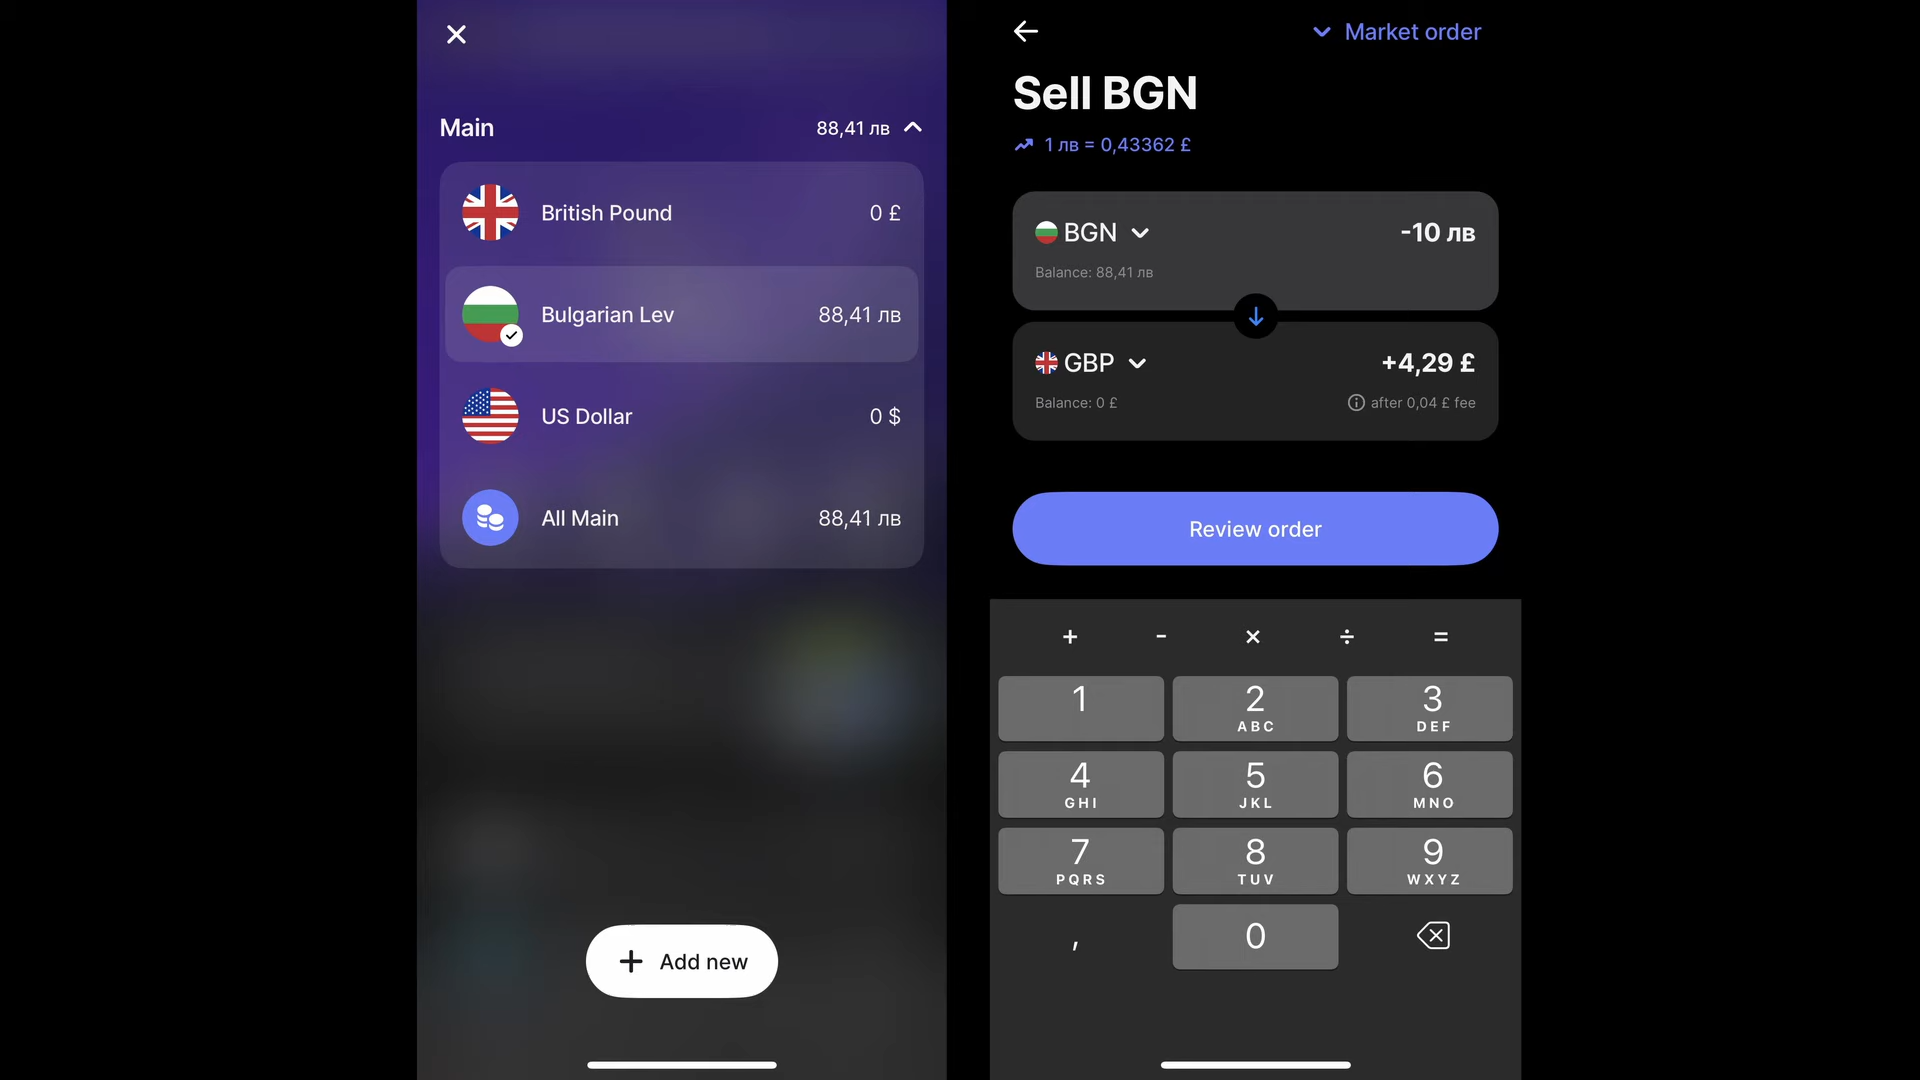 Main
88,41 лв
British Pound
0 £
Bulgarian Lev
88,41 лв
US Dollar
0 $
All Main
88,41 лв
+ Add new
Market order
Sell BGN
1 лв = 0,43362 £
BGN
-10 лв
Balance: 88,41 лв
GBP
+4,29 £
Balance: 0 £
after 0,04 £ fee
Review order
+ - × ÷ =
1 2 3
ABC DEF
4 5 6
GHI JKL MNO
7 8 9
PQRS TUV WXYZ
, 0